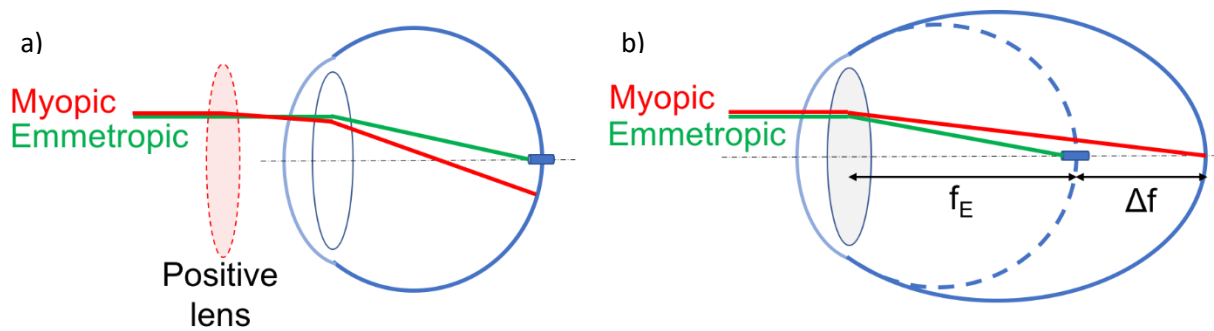 a)
Myopic
Emmetropic
Positive
lens
b)
Myopic
Emmetropic
fE
Δf